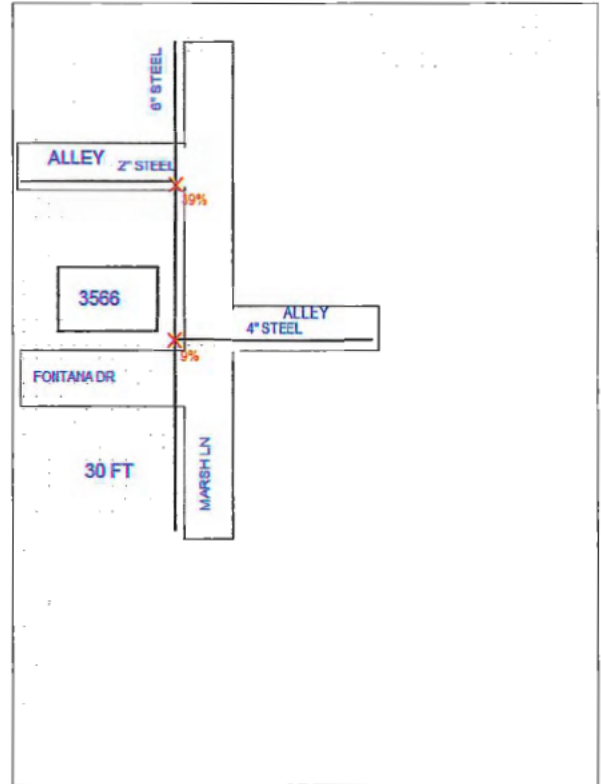 6" STEEL
ALLEY
2" STEEL
39%
3566
ALLEY
4" STEEL
9%
FONTANA DR
30 FT
MARSH LN